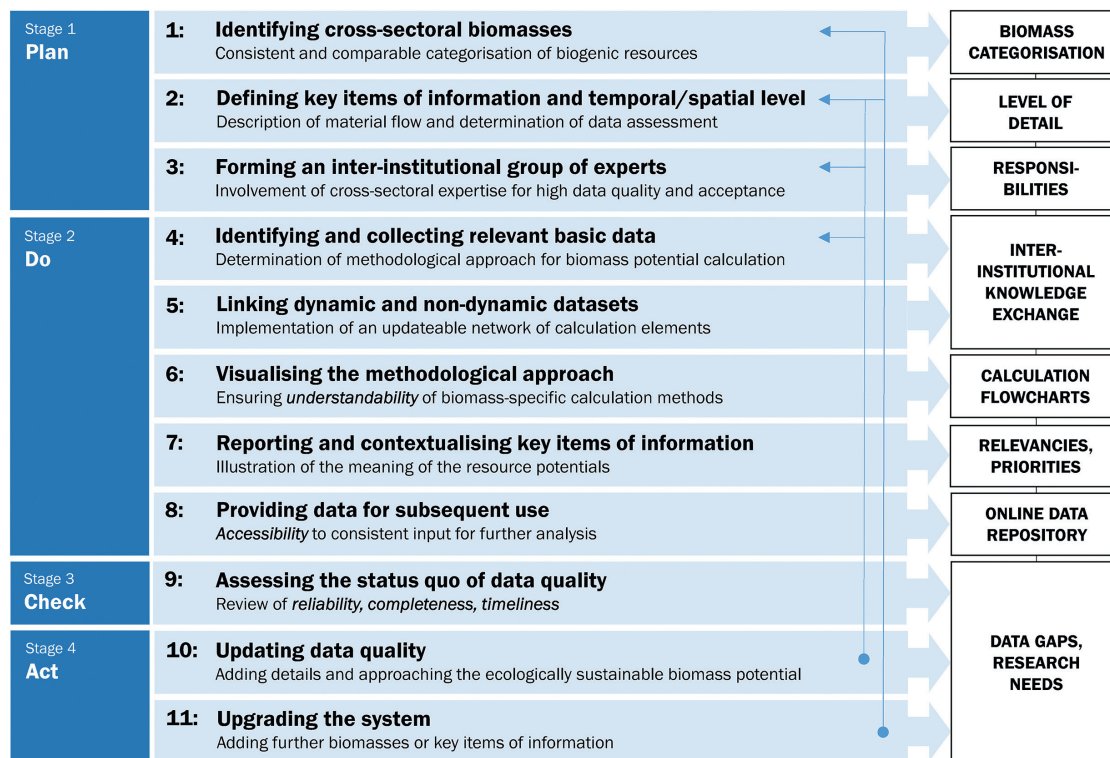 Stage 1
Plan
1: Identifying cross-sectoral biomasses
Consistent and comparable categorisation of biogenic resources
BIOMASS
CATEGORISATION
2: Defining key items of information and temporal/spatial level
Description of material flow and determination of data assessment
LEVEL OF
DETAIL
3: Forming an inter-institutional group of experts
Involvement of cross-sectoral expertise for high data quality and acceptance
RESPONSI-
BILITIES
Stage 2
Do
4: Identifying and collecting relevant basic data
Determination of methodological approach for biomass potential calculation
5: Linking dynamic and non-dynamic datasets
Implementation of an updateable network of calculation elements
INTER-
INSTITUTIONAL
KNOWLEDGE
EXCHANGE
6: Visualising the methodological approach
Ensuring understandability of biomass-specific calculation methods
CALCULATION
FLOWCHARTS
7: Reporting and contextualising key items of information
Illustration of the meaning of the resource potentials
RELEVANCIES,
PRIORITIES
8: Providing data for subsequent use
Accessibility to consistent input for further analysis
ONLINE DATA
REPOSITORY
Stage 3
Check
9: Assessing the status quo of data quality
Review of reliability, completeness, timeliness
Stage 4
Act
10: Updating data quality
Adding details and approaching the ecologically sustainable biomass potential
11: Upgrading the system
Adding further biomasses or key items of information
DATA GAPS,
RESEARCH
NEEDS